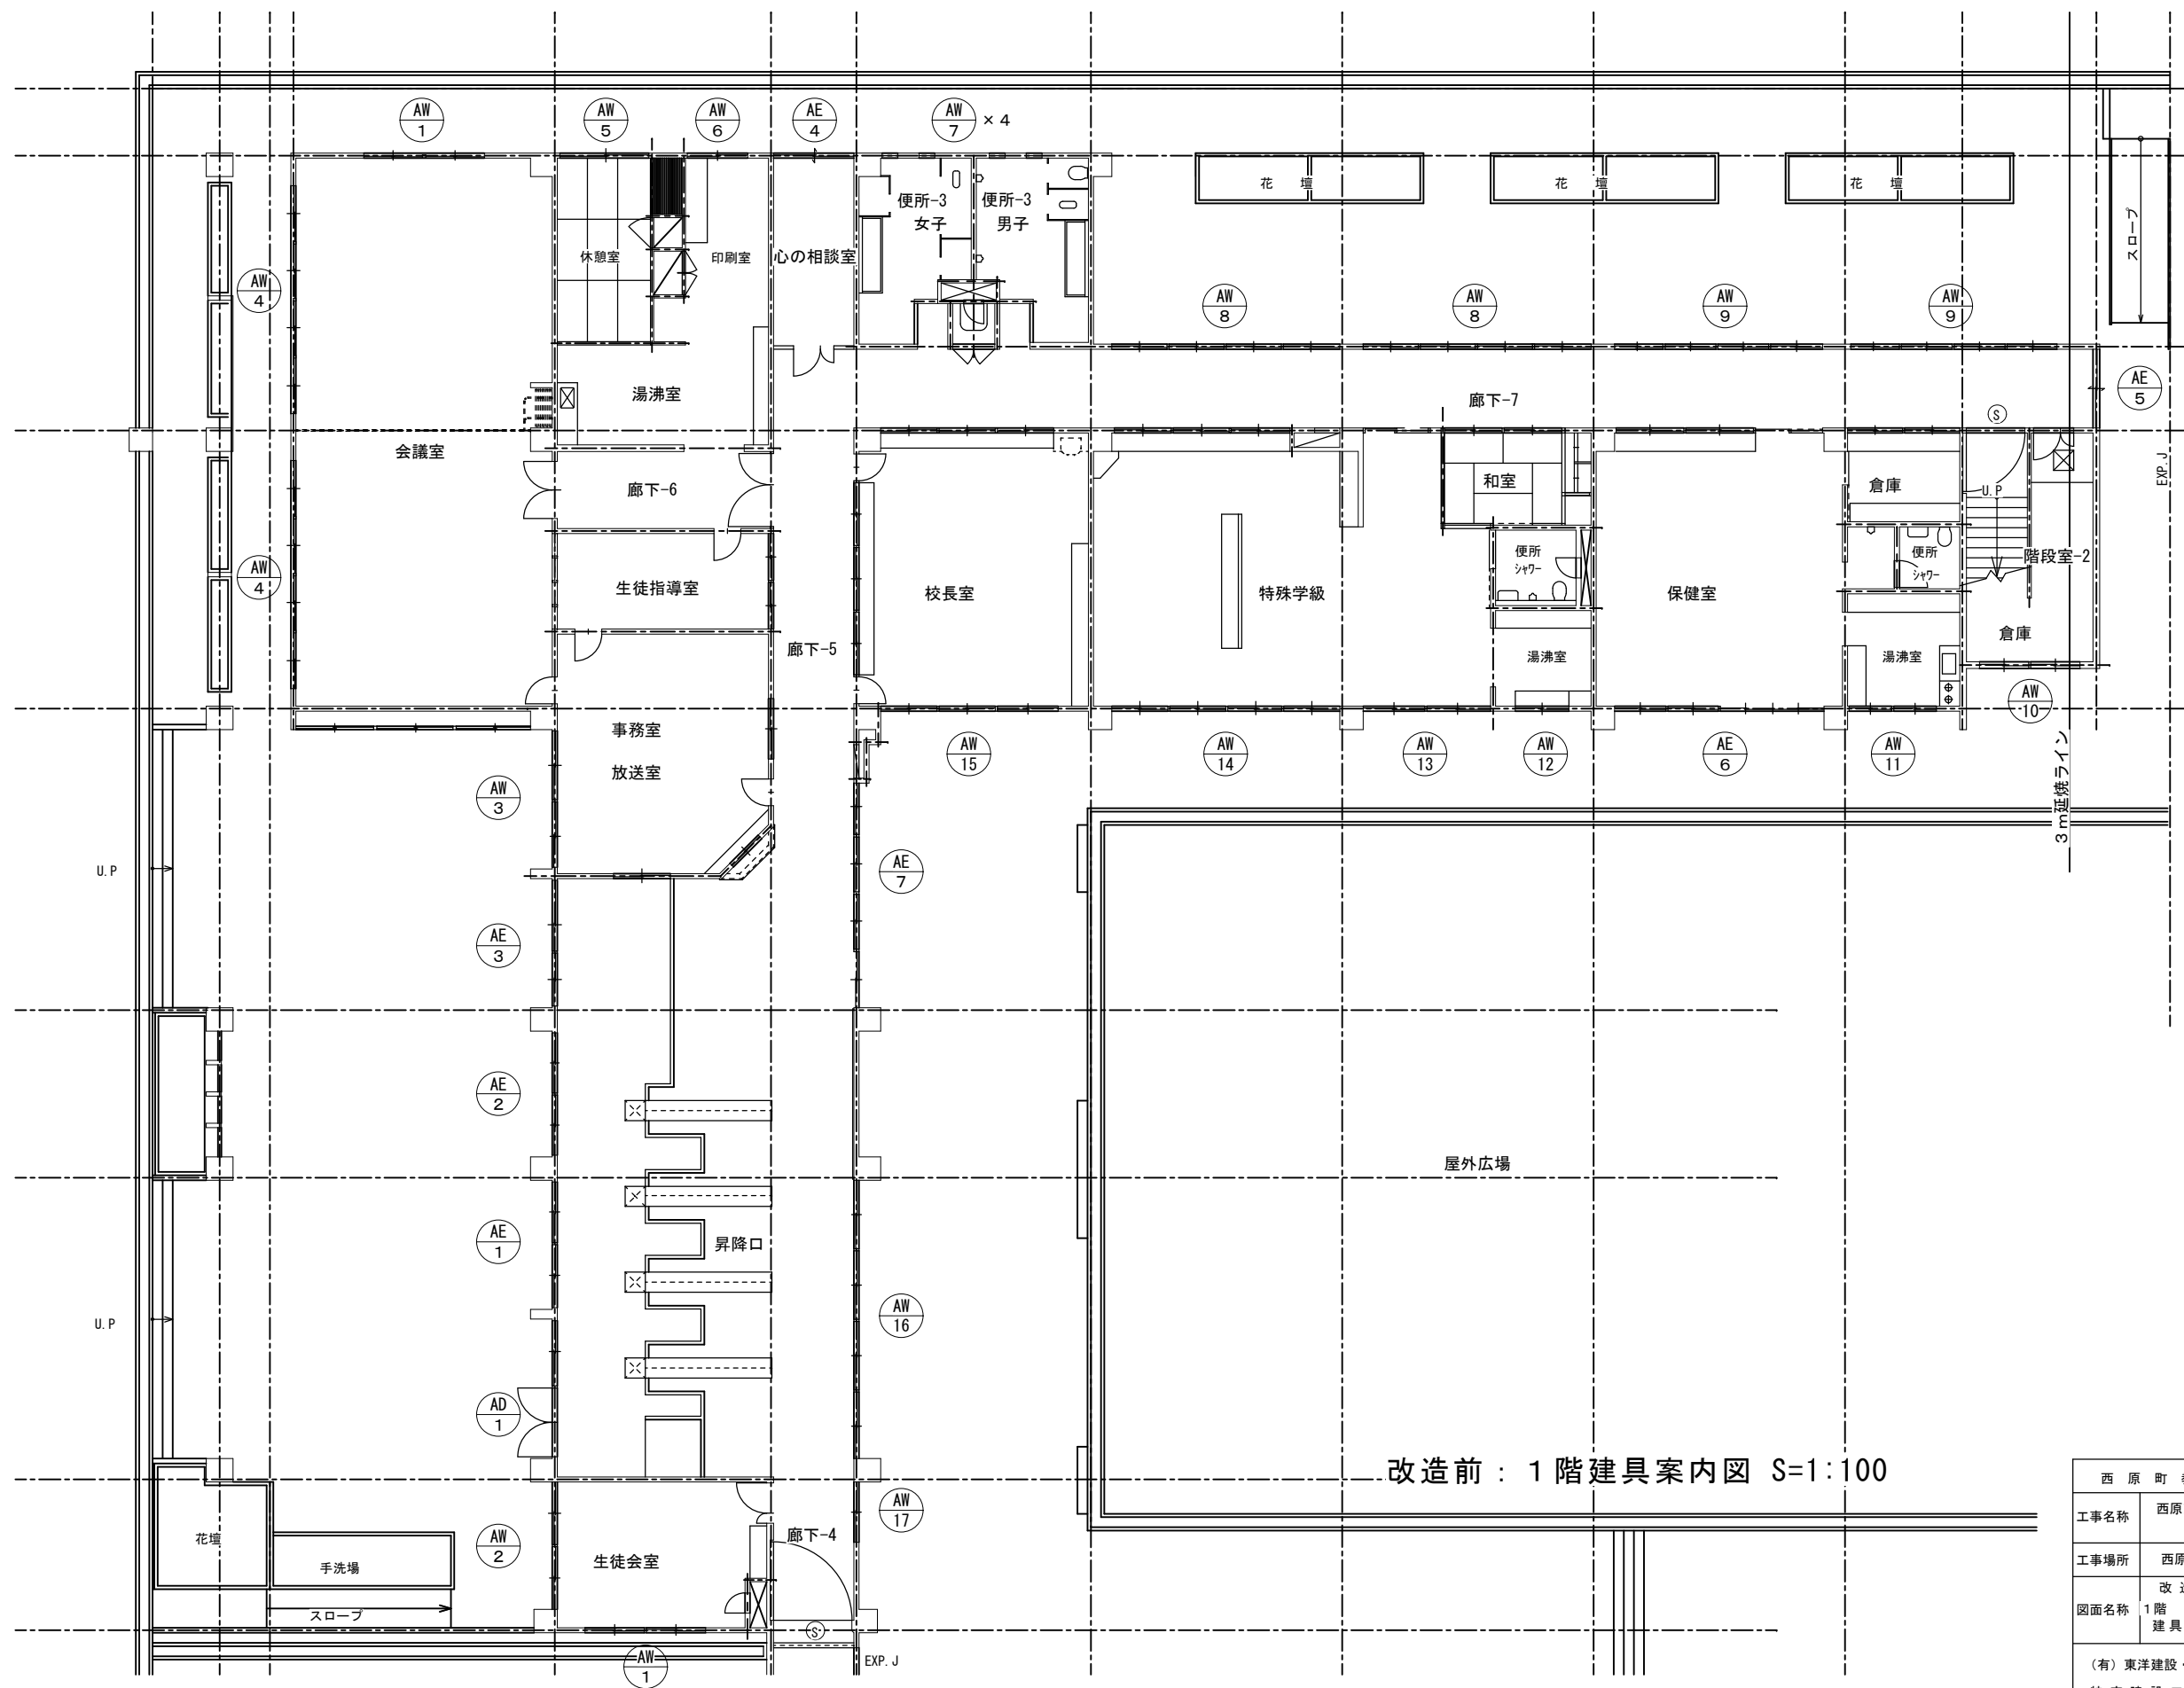 AW
1
AW
5
AW
6
AE
4
AW
7
×４
便所-3
女子
便所-3
男子
花　壇
花　壇
花　壇
スロープ
休憩室
印刷室
心の相談室
AW
4
AW
8
AW
8
AW
9
AW
9
湯沸室
廊下-7
AE
5
S
会議室
EXP.J
廊下-6
和室
倉庫
U.P
便所
シャワー
便所
シャワー
階段室-2
AW
4
生徒指導室
校長室
特殊学級
保健室
倉庫
廊下-5
湯沸室
湯沸室
AW
10
事務室
放送室
AW
15
AW
14
AW
13
AW
12
AE
6
AW
11
３ｍ延焼ライン
AW
3
U.P
AE
7
AE
3
AE
2
屋外広場
AE
1
昇降口
AW
16
U.P
AD
1
改造前：１階建具案内図 S=1:100
西 原 町
AW
17
工事名称
西原
花壇
手洗場
スロープ
AW
2
生徒会室
廊下-4
工事場所
西原
図面名称
改
１階
建 具
S
EXP.J
AW
1
（有）東洋建設